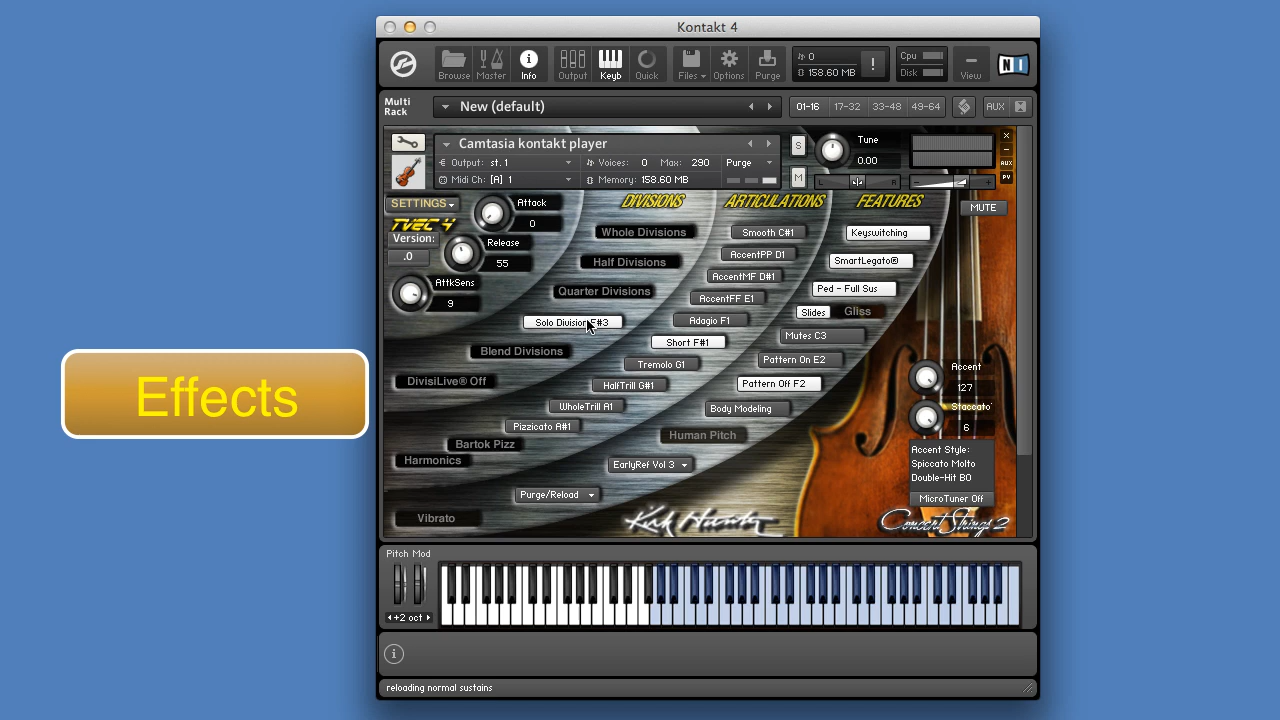 Kontakt 4
Browse
Master
Info
Output
Keyb
Quick
Files
Options
Purge
0
158.60 MB
!
Cpu
Disk
View
NI
Multi
Rack
New (default)
01-16 17-32 33-48 49-64
AUX
Camtasia kontakt player
Output: st. 1
Voices: 0 Max: 290
Purge
Midi Ch: [A] 1
Memory: 158.60 MB
S
M
Tune
0.00
L R
AUX
PV
SETTINGS
TVEC 4
Version:
.0
Attack
0
Release
55
AttkSens
9
DIVISIONS
Whole Divisions
Half Divisions
Quarter Divisions
Solo Division F#3
Blend Divisions
DivisiLive® Off
ARTICULATIONS
Smooth C#1
AccentPP D1
AccentMF D#1
AccentFF E1
Adagio F1
Short F#1
Tremolo G1
HalfTrill G#1
WholeTrill A1
Pizzicato A#1
Bartok Pizz
Harmonics
FEATURES
Keyswitching
SmartLegato®
Ped - Full Sus
Slides
Gliss
Mutes C3
Pattern On E2
Pattern Off F2
Body Modeling
Human Pitch
EarlyRef Vol 3
Purge/Reload
Vibrato
MUTE
Accent
127
Staccato
6
Accent Style:
Spiccato Molto
Double-Hit BO
MicroTuner Off
Kirk Hunter
Concert Strings 2
Effects
Pitch Mod
+2 oct
reloading normal sustains